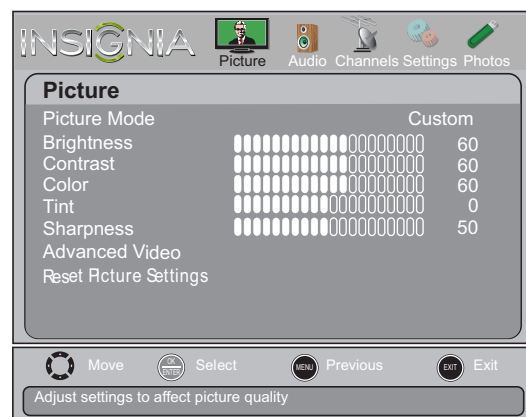 INSIGNIA
Picture Audio Channels Settings Photos
Picture
Picture Mode Custom
Brightness 60
Contrast 60
Color 60
Tint 0
Sharpness 50
Advanced Video
Reset Picture Settings
Move OK ENTER Select MENU Previous EXIT Exit
Adjust settings to affect picture quality